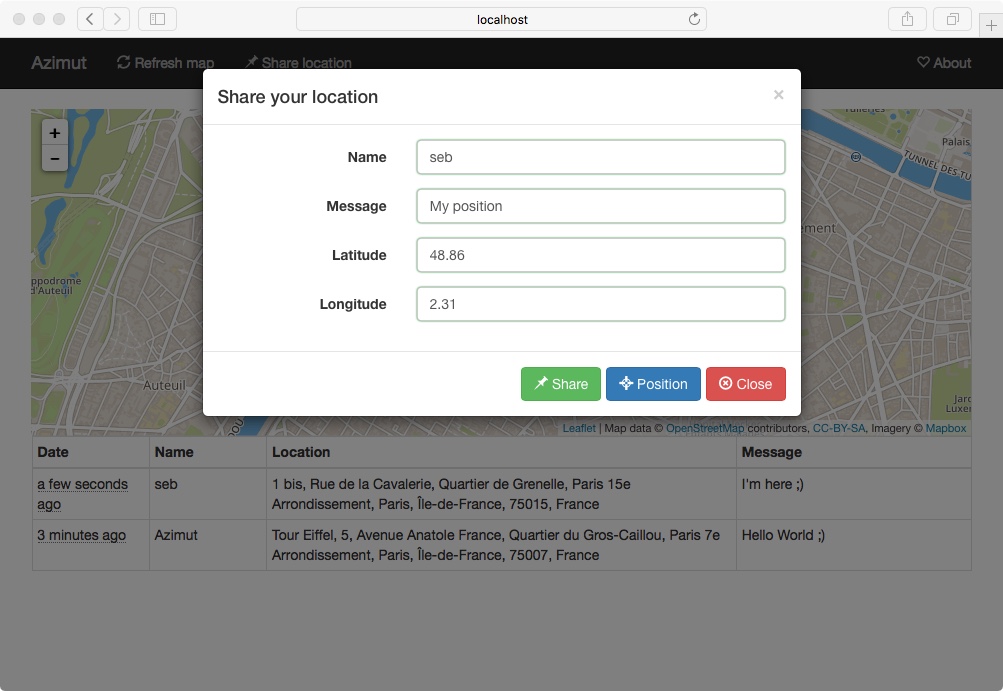 localhost
Azimut Refresh map Share location About
Share your location ×
Name seb
Message My position
Latitude 48.86
Longitude 2.31
Share Position Close
+
−
Tuileries
Palais
TUNNEL DES TU
ement
ppodrome
d'Auteuil
Auteuil
Jard
Luxem
Leaflet | Map data © OpenStreetMap contributors, CC-BY-SA, Imagery © Mapbox
Date Name Location Message
a few seconds ago seb 1 bis, Rue de la Cavalerie, Quartier de Grenelle, Paris 15e
Arrondissement, Paris, Île-de-France, 75015, France I'm here ;)
3 minutes ago Azimut Tour Eiffel, 5, Avenue Anatole France, Quartier du Gros-Caillou, Paris 7e
Arrondissement, Paris, Île-de-France, 75007, France Hello World ;)